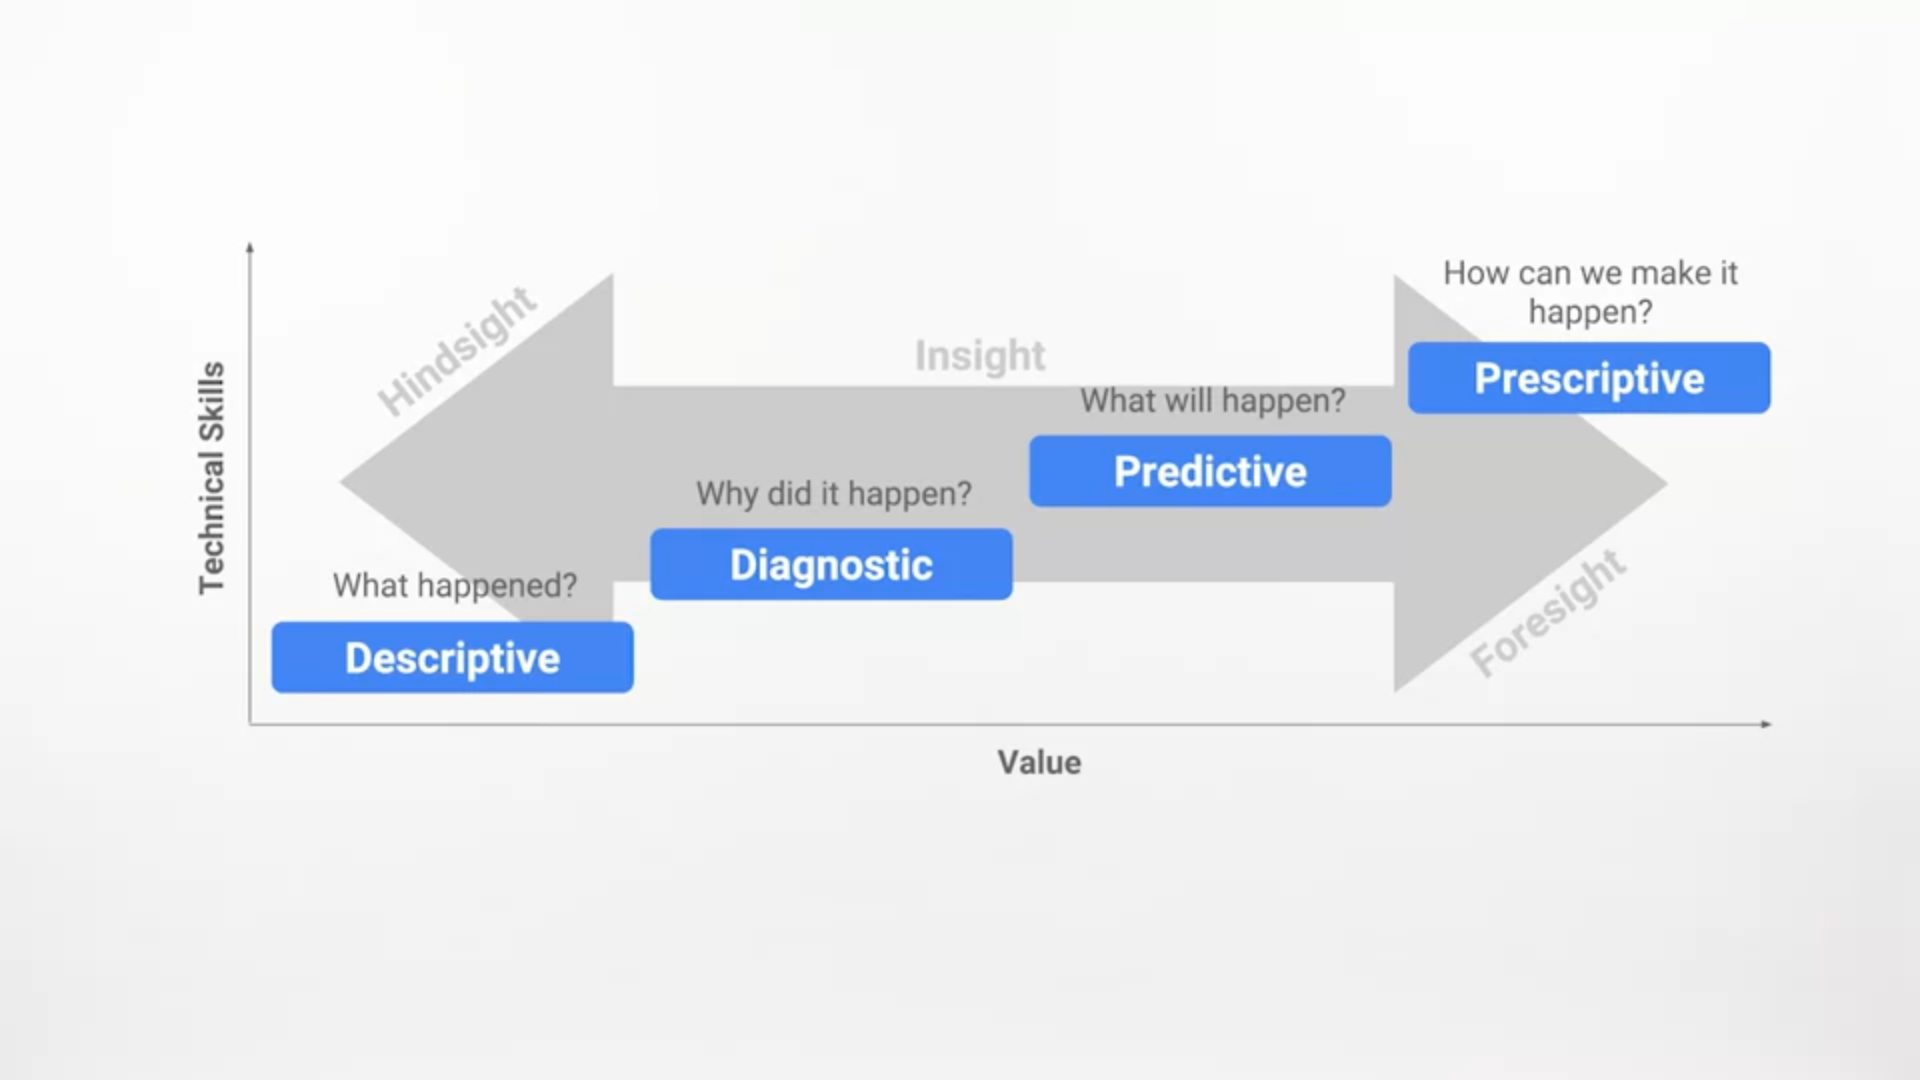 How can we make it
happen?
Prescriptive
Hindsight
Insight
What will happen?
Predictive
Why did it happen?
Diagnostic
What happened?
Descriptive
Foresight
Technical Skills
Value